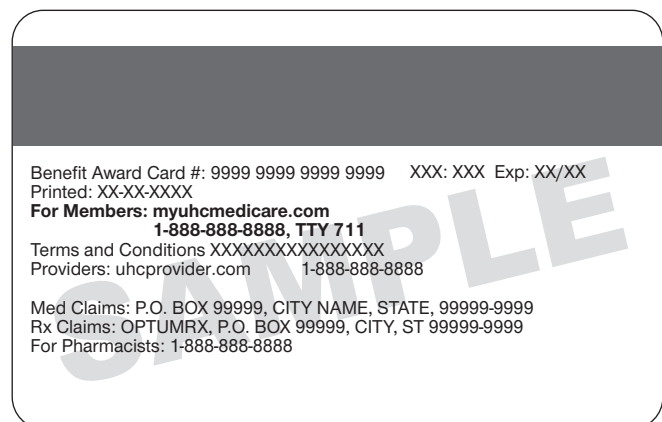 Benefit Award Card #: 9999 9999 9999 9999 XXX: XXX Exp: XX/XX
Printed: XX-XX-XXXX
For Members: myuhcmedicare.com
1-888-888-8888, TTY 711
Terms and Conditions XXXXXXXXXXXXXXXX
Providers: uhcprovider.com 1-888-888-8888
Med Claims: P.O. BOX 99999, CITY NAME, STATE, 99999-9999
Rx Claims: OPTUMRX, P.O. BOX 99999, CITY, ST 99999-9999
For Pharmacists: 1-888-888-8888
SAMPLE